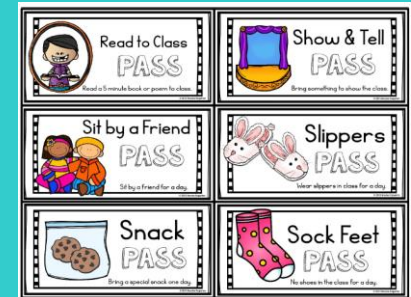 Read to Class
PASS
Read a 5 minute book or poem to class.
Show & Tell
PASS
Bring something to show the class.
Sit by a Friend
PASS
Sit by a friend for a day.
Slippers
PASS
Wear slippers in class for a day.
Snack
PASS
Bring a special snack one day.
Sock Feet
PASS
No shoes in the class for a day.